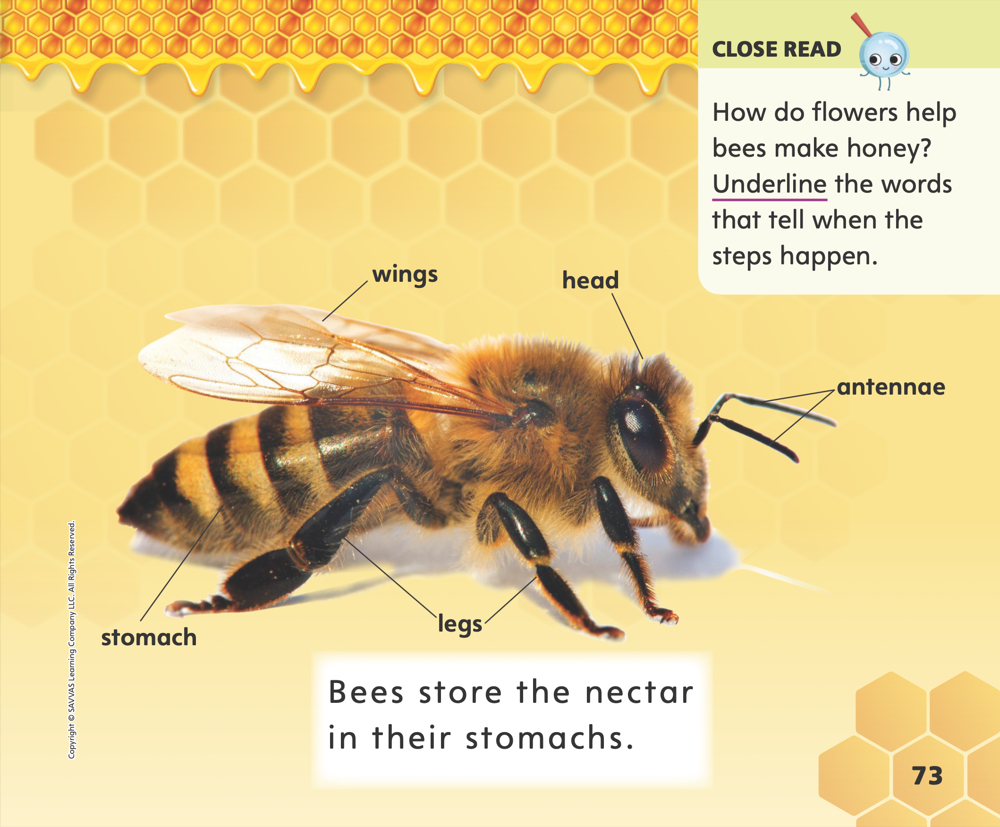 CLOSE READ
How do flowers help
bees make honey?
Underline the words
that tell when the
steps happen.
wings
head
antennae
stomach
legs
Bees store the nectar
in their stomachs.
Copyright © SAVVAS Learning Company LLC. All Rights Reserved.
73